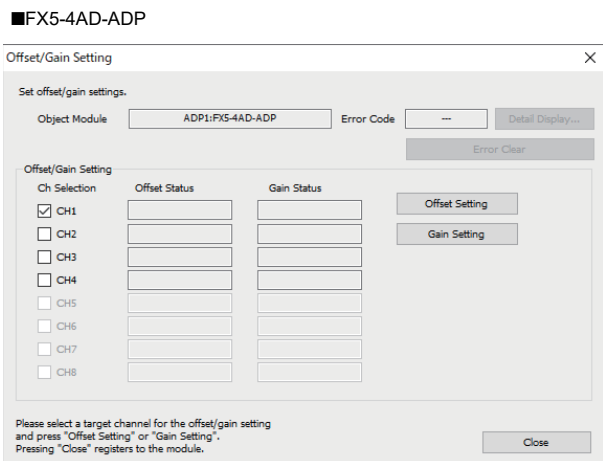 ■FX5-4AD-ADP
Offset/Gain Setting
Set offset/gain settings.
Object Module ADP1:FX5-4AD-ADP Error Code --- Detail Display...
Error Clear
Offset/Gain Setting
Ch Selection Offset Status Gain Status
CH1 Offset Setting
CH2 Gain Setting
CH3
CH4
CH5
CH6
CH7
CH8
Please select a target channel for the offset/gain setting
and press "Offset Setting" or "Gain Setting".
Pressing "Close" registers to the module.
Close